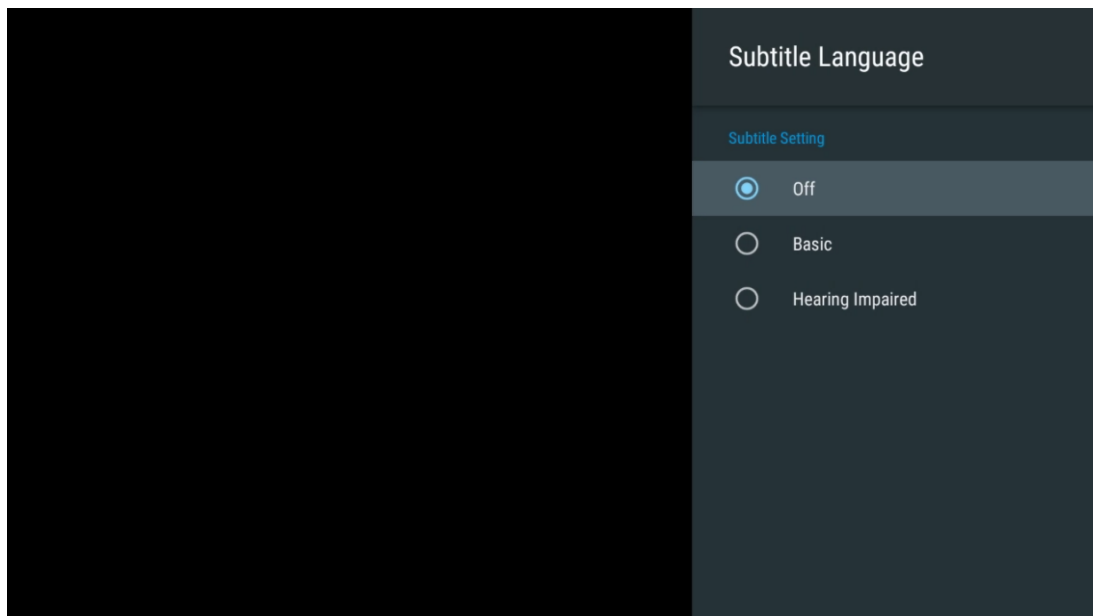 Subtitle Language
Subtitle Setting
Off
Basic
Hearing Impaired